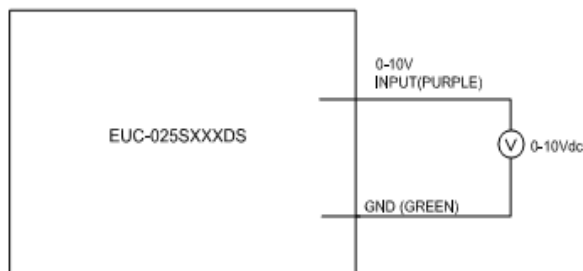 0-10V
INPUT(PURPLE)
EUC-025SXXXDS
V
0-10Vdc
GND (GREEN)